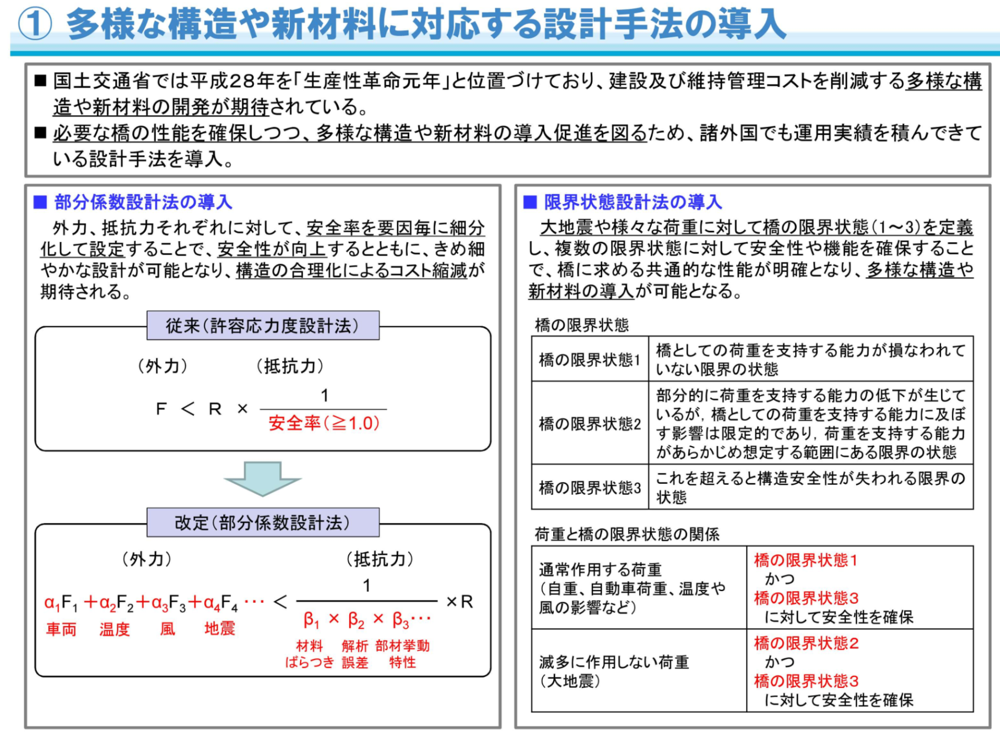 ① 多様な構造や新材料に対応する設計手法の導入
■ 国土交通省では平成28年を「生産性革命元年」と位置づけており、建設及び維持管理コストを削減する多様な構
造や新材料の開発が期待されている。
■ 必要な橋の性能を確保しつつ、多様な構造や新材料の導入促進を図るため、諸外国でも運用実績を積んできて
いる設計手法を導入。
■ 部分係数設計法の導入
外力、抵抗力それぞれに対して、安全率を要因毎に細分
化して設定することで、安全性が向上するとともに、きめ細
やかな設計が可能となり、構造の合理化によるコスト縮減が
期待される。
従来(許容応力度設計法)
(外力) (抵抗力)
1
F < R ×
安全率(≧1.0)
改定(部分係数設計法)
(外力) (抵抗力)
1
α1F1 +α2F2+α3F3+α4F4 ··· < ×R
β1 × β2 × β3···
車両 温度 風 地震
材料 解析 部材挙動
ばらつき 誤差 特性
■ 限界状態設計法の導入
大地震や様々な荷重に対して橋の限界状態(1～3)を定義
し、複数の限界状態に対して安全性や機能を確保すること
で、橋に求める共通的な性能が明確となり、多様な構造や
新材料の導入が可能となる。
橋の限界状態
橋の限界状態1
橋としての荷重を支持する能力が損なわれて
いない限界の状態
橋の限界状態2
部分的に荷重を支持する能力の低下が生じて
いるが，橋としての荷重を支持する能力に及ぼ
す影響は限定的であり，荷重を支持する能力
があらかじめ想定する範囲にある限界の状態
橋の限界状態3
これを超えると構造安全性が失われる限界の
状態
荷重と橋の限界状態の関係
通常作用する荷重
(自重、自動車荷重、温度や
風の影響など)
橋の限界状態1
かつ
橋の限界状態3
に対して安全性を確保
滅多に作用しない荷重
(大地震)
橋の限界状態2
かつ
橋の限界状態3
に対して安全性を確保